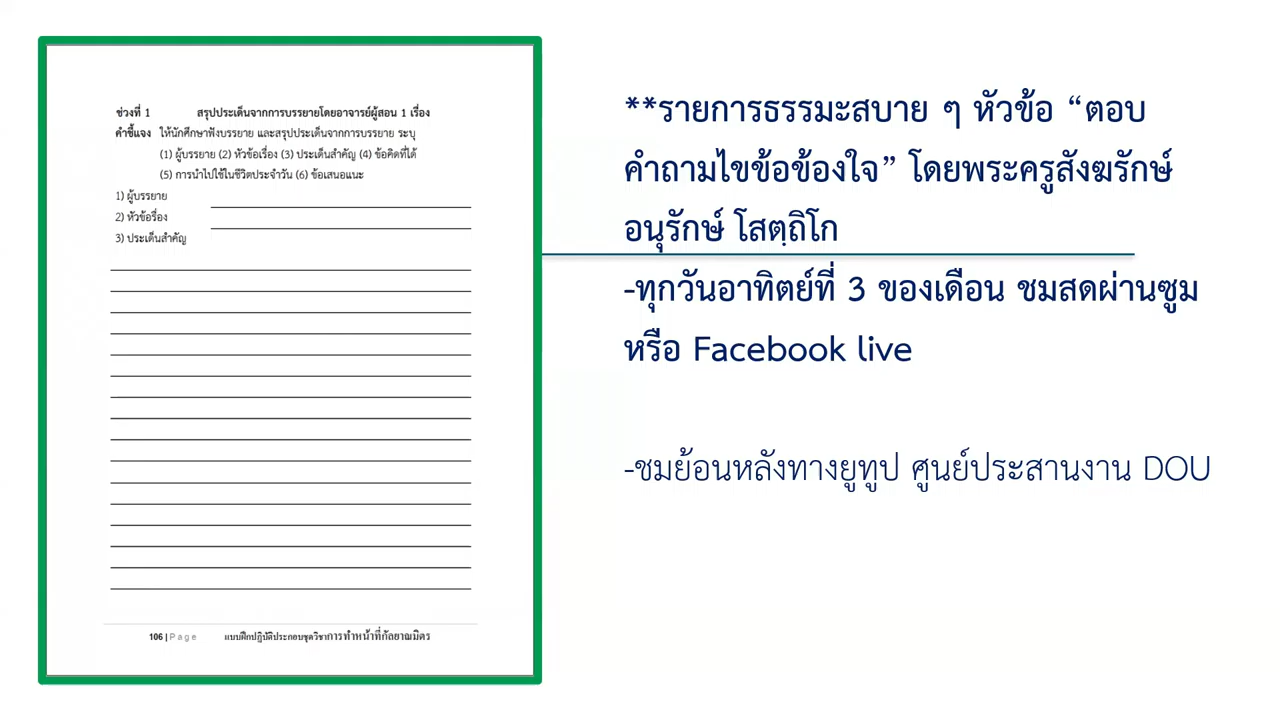 ช่วงที่ 1 สรุปประเด็นจากการบรรยายโดยอาจารย์ผู้สอน 1 เรื่อง
คำชี้แจง ให้นักศึกษาฟังบรรยาย และสรุปประเด็นจากการบรรยาย ระบุ
(1) ผู้บรรยาย (2) หัวข้อเรื่อง (3) ประเด็นสำคัญ (4) ข้อคิดที่ได้
(5) การนำไปใช้ในชีวิตประจำวัน (6) ข้อเสนอแนะ
1) ผู้บรรยาย
2) หัวข้อรื่อง
3) ประเด็นสำคัญ
106 | Page แบบฝึกปฏิบัติประกอบชุดวิชาการทำหน้าที่กัลยาณมิตร
**รายการธรรมะสบาย ๆ หัวข้อ “ตอบ
คำถามไขข้อข้องใจ” โดยพระครูสังฆรักษ์
อนุรักษ์ โสตฺถิโก
-ทุกวันอาทิตย์ที่ 3 ของเดือน ชมสดผ่านซูม
หรือ Facebook live
-ชมย้อนหลังทางยูทูป ศูนย์ประสานงาน DOU